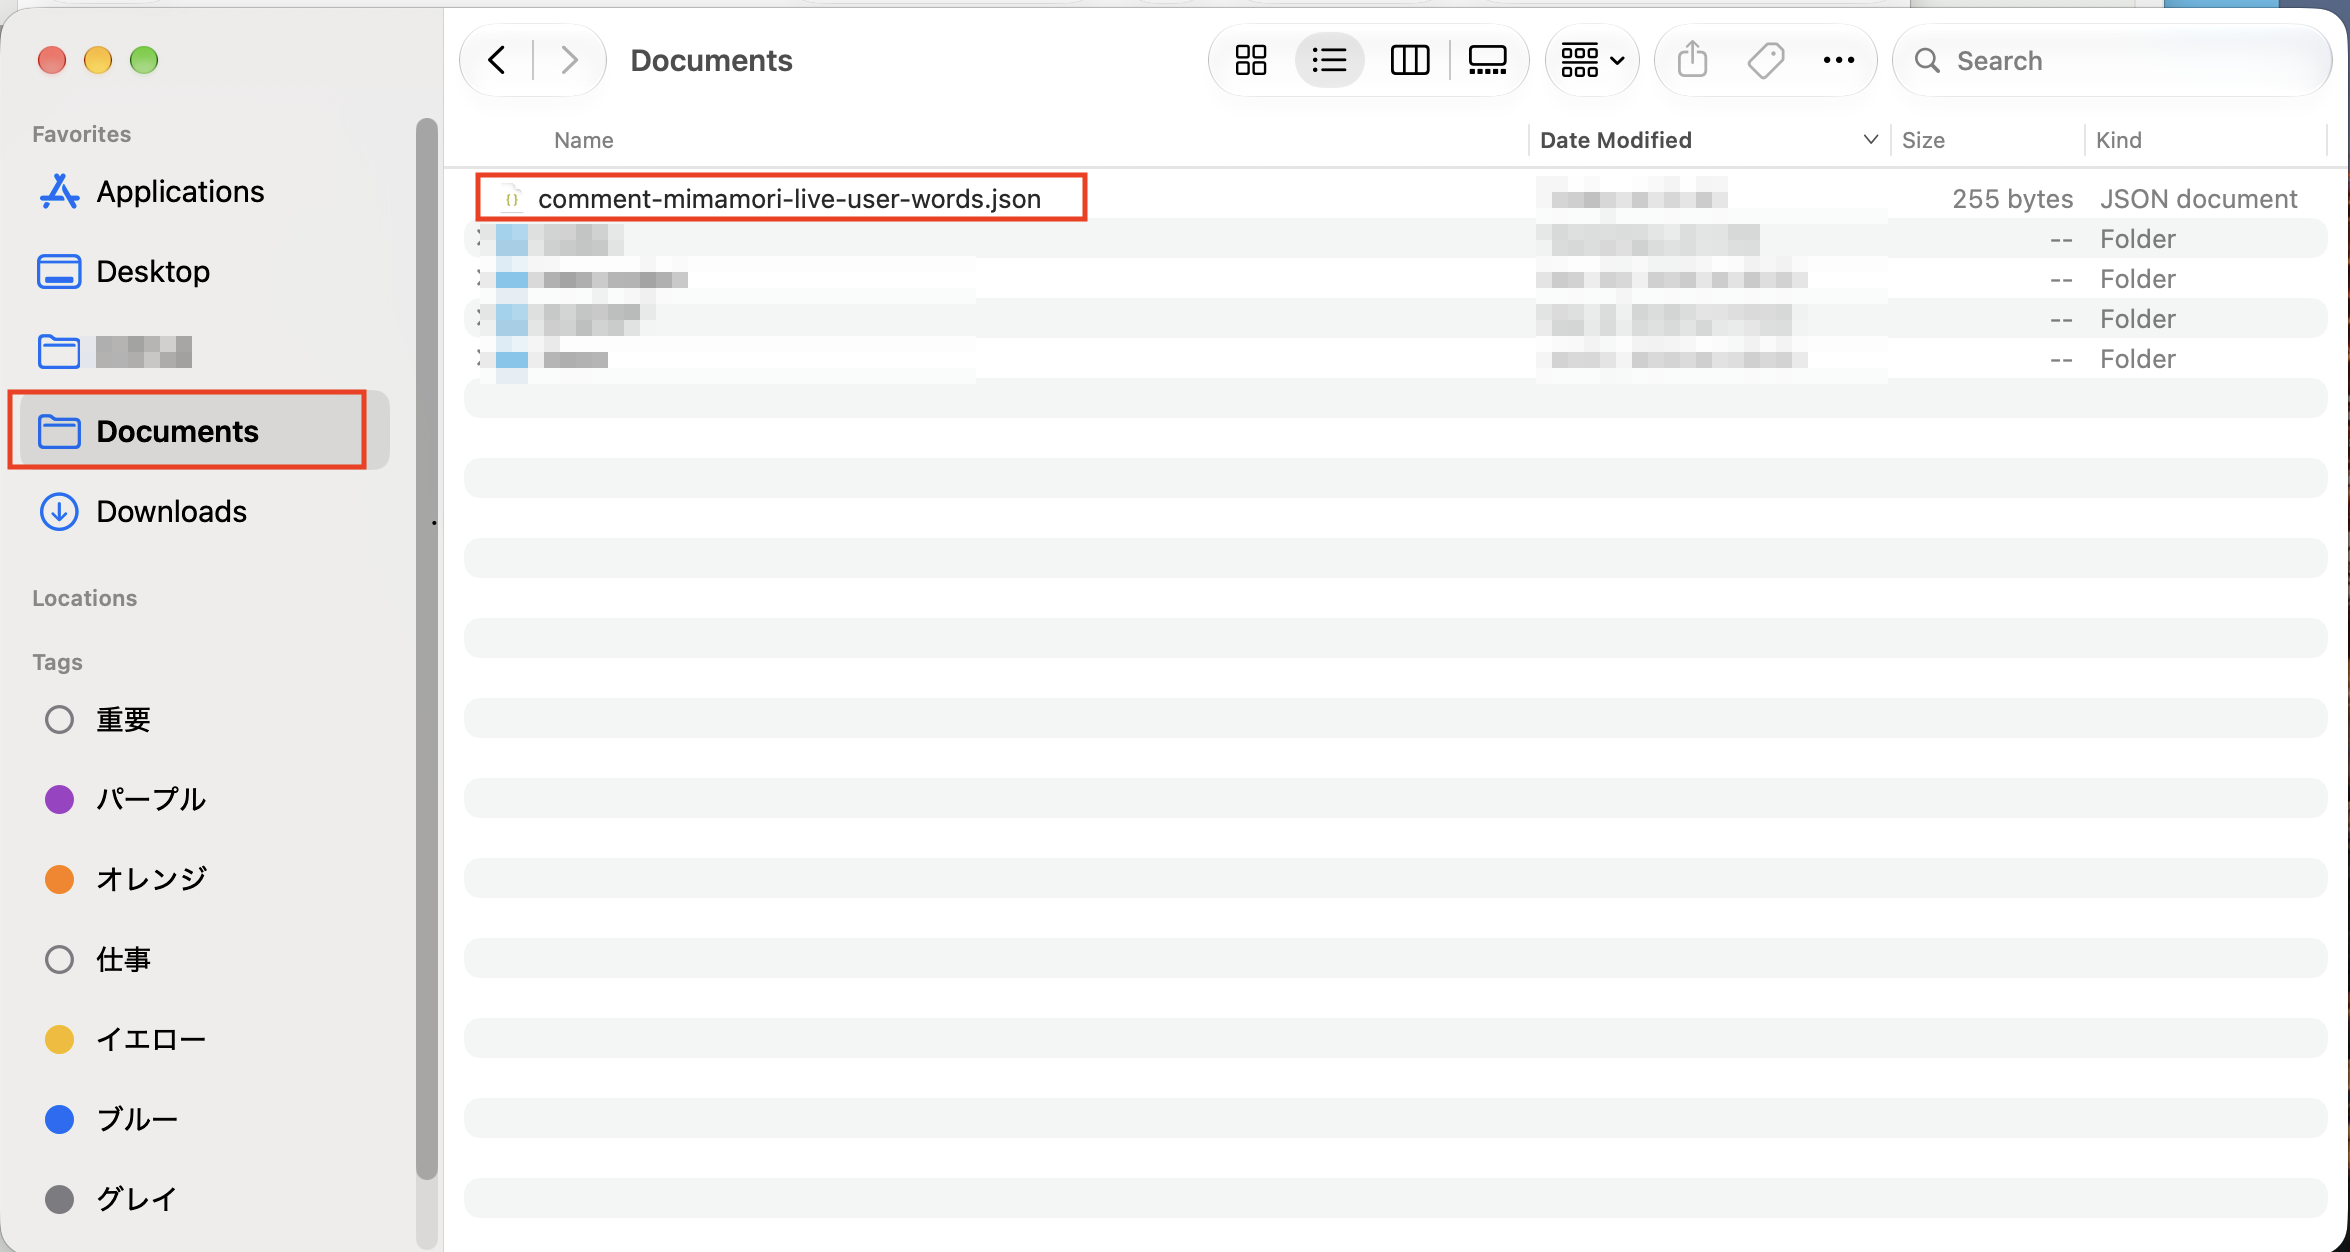 Documents
Search
Favorites
Applications
Desktop
Documents
Downloads
Locations
Tags
重要
パープル
オレンジ
仕事
イエロー
ブルー
グレイ
Name
Date Modified
Size
Kind
comment-mimamori-live-user-words.json
255 bytes
JSON document
-- Folder
-- Folder
-- Folder
-- Folder